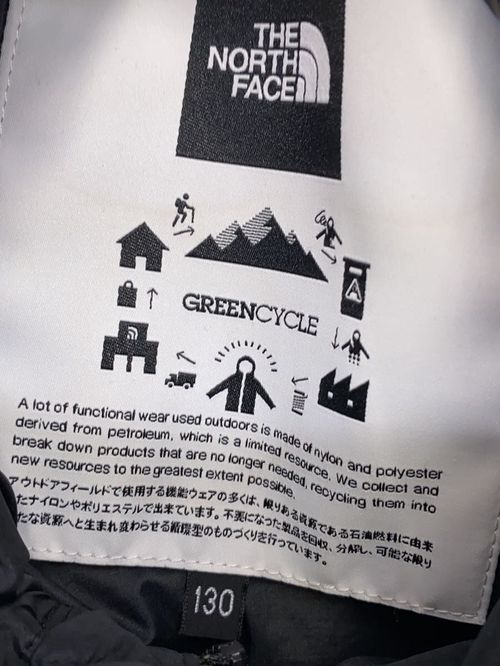 THE
NORTH
FACE
A
GREENCYCLE
A lot of functional wear used outdoors is made of nylon and polyester
derived from petroleum, which is a limited resource. We collect and
break down products that are no longer needed, recycling them into
new resources to the greatest extent possible.
アウトドアフィールドで使用する機能ウェアの多くは、限りある資源である石油燃料に由来
したナイロンやポリエステルで出来ています。不要になった製品を回収、分解し、可能な限り
新たな資源へと生まれ変わらせる循環型のものづくりを行っています。
130